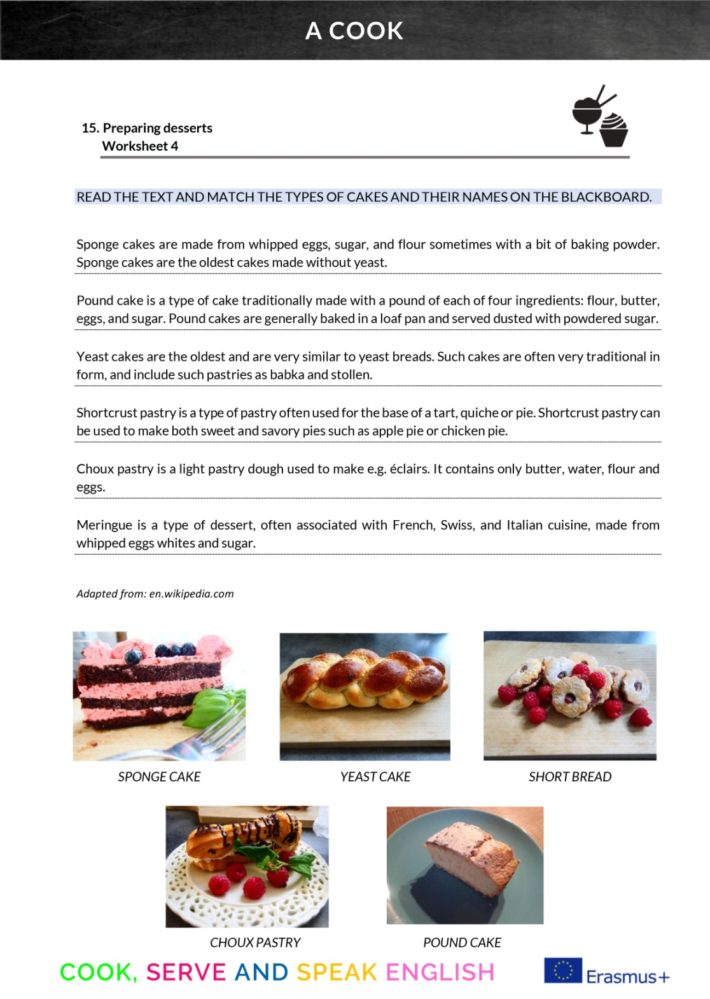 A COOK
15. Preparing desserts
Worksheet 4
READ THE TEXT AND MATCH THE TYPES OF CAKES AND THEIR NAMES ON THE BLACKBOARD.
Sponge cakes are made from whipped eggs, sugar, and flour sometimes with a bit of baking powder.
Sponge cakes are the oldest cakes made without yeast.
Pound cake is a type of cake traditionally made with a pound of each of four ingredients: flour, butter,
eggs, and sugar. Pound cakes are generally baked in a loaf pan and served dusted with powdered sugar.
Yeast cakes are the oldest and are very similar to yeast breads. Such cakes are often very traditional in
form, and include such pastries as babka and stollen.
Shortcrust pastry is a type of pastry often used for the base of a tart, quiche or pie. Shortcrust pastry can
be used to make both sweet and savory pies such as apple pie or chicken pie.
Choux pastry is a light pastry dough used to make e.g. éclairs. It contains only butter, water, flour and
eggs.
Meringue is a type of dessert, often associated with French, Swiss, and Italian cuisine, made from
whipped eggs whites and sugar.
Adapted from: en.wikipedia.com
SPONGE CAKE
YEAST CAKE
SHORT BREAD
CHOUX PASTRY
POUND CAKE
COOK, SERVE AND SPEAK ENGLISH
Erasmus+